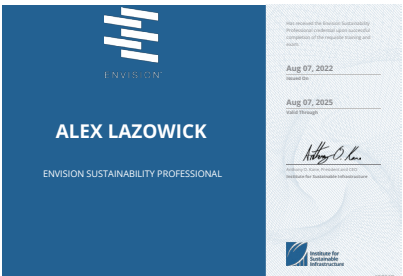 ENVISION
ALEX LAZOWICK
ENVISION SUSTAINABILITY PROFESSIONAL
Has received the Envision Sustainability
Professional credential upon successful
completion of the requisite training and
exam
Aug 07, 2022
Issued On
Aug 07, 2025
Valid Through
Anthony O. Kane
Anthony O. Kane, President and CEO
Institute for Sustainable Infrastructure
Institute for
Sustainable
Infrastructure